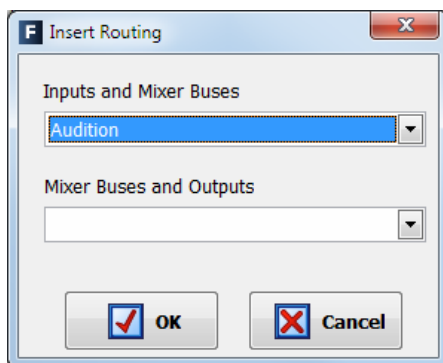 F Insert Routing
Inputs and Mixer Buses
Audition
Mixer Buses and Outputs
OK
Cancel